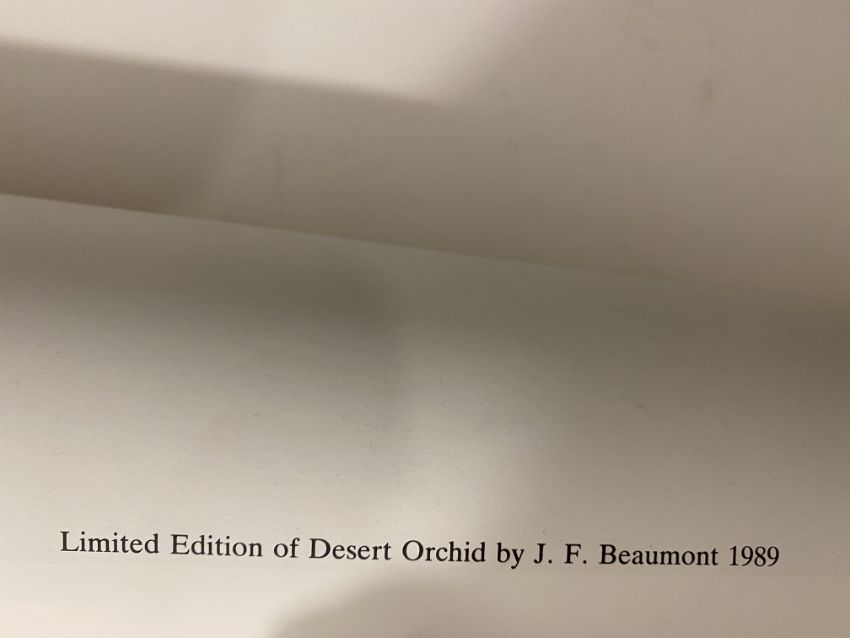 Limited Edition of Desert Orchid by J. F. Beaumont 1989